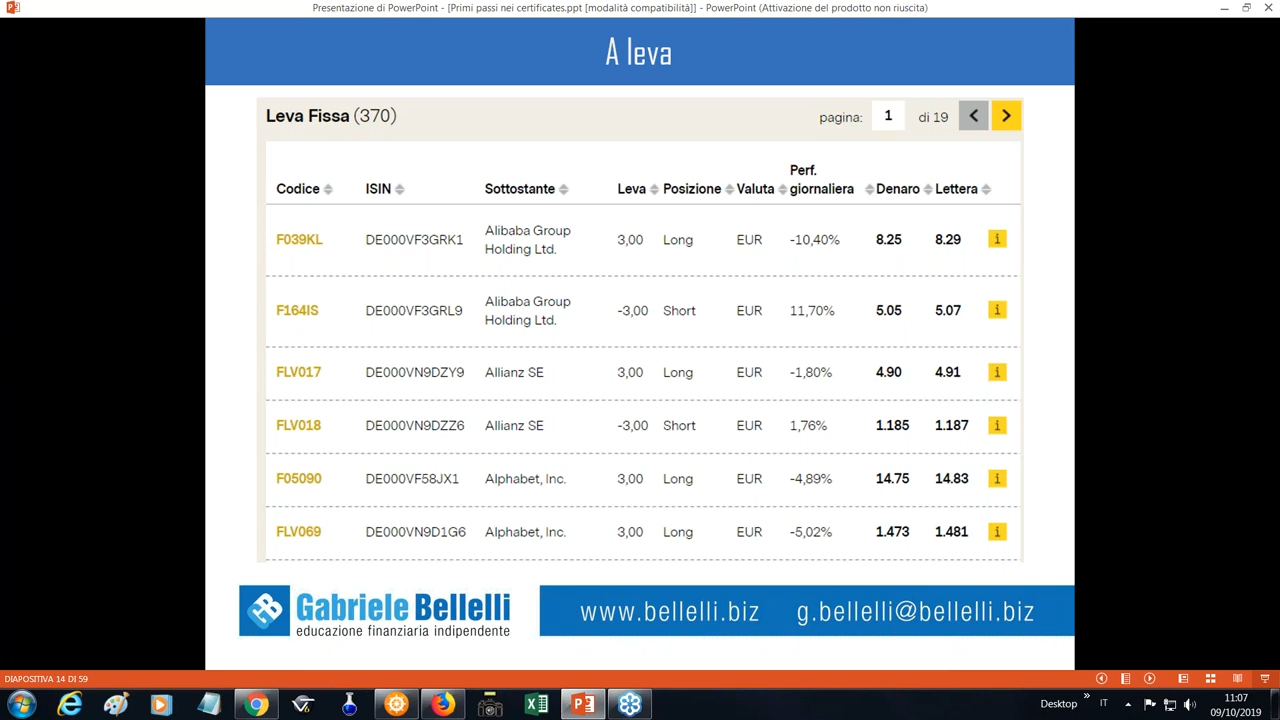 Presentazione di PowerPoint - [Primi passi nei certificates.ppt [modalità compatibilità]] - PowerPoint (Attivazione del prodotto non riuscita)
A leva
Leva Fissa (370)
pagina: 1 di 19
Codice ISIN Sottostante Leva Posizione Valuta Perf. giornaliera Denaro Lettera
F039KL DE000VF3GRK1 Alibaba Group Holding Ltd. 3,00 Long EUR -10,40% 8.25 8.29 i
F164IS DE000VF3GRL9 Alibaba Group Holding Ltd. -3,00 Short EUR 11,70% 5.05 5.07 i
FLV017 DE000VN9DZY9 Allianz SE 3,00 Long EUR -1,80% 4.90 4.91 i
FLV018 DE000VN9DZZ6 Allianz SE -3,00 Short EUR 1,76% 1.185 1.187 i
F05090 DE000VF58JX1 Alphabet, Inc. 3,00 Long EUR -4,89% 14.75 14.83 i
FLV069 DE000VN9D1G6 Alphabet, Inc. 3,00 Long EUR -5,02% 1.473 1.481 i
Gabriele Bellelli
educazione finanziaria indipendente
www.bellelli.biz g.bellelli@bellelli.biz
DIAPOSITIVA 14 DI 59
Desktop
IT
11:07
09/10/2019